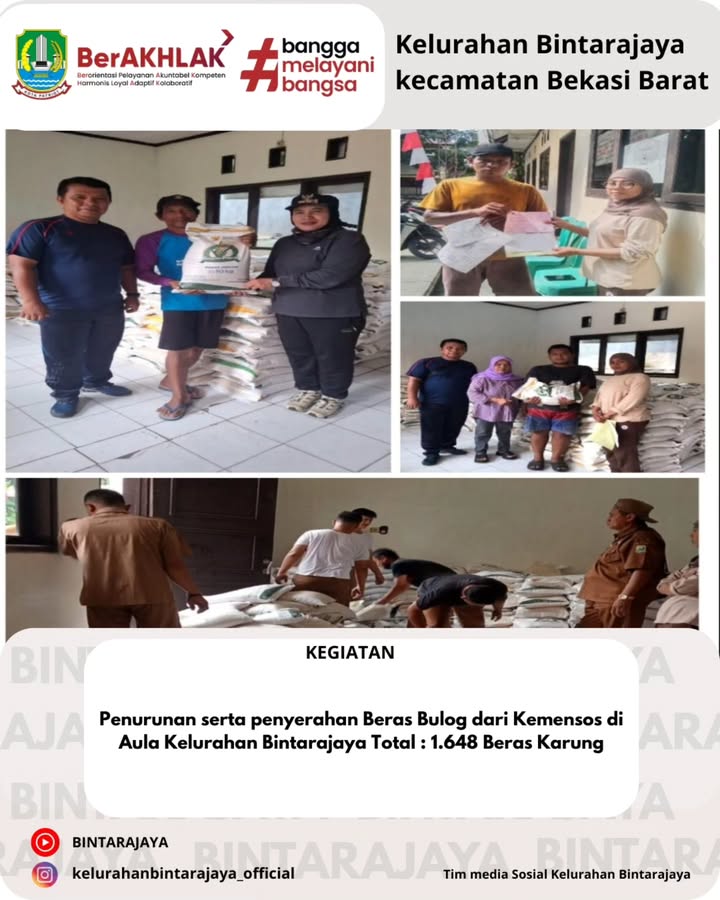 BerAKHLAK
Berorientasi Pelayanan Akuntabel Kompeten
Harmonis Loyal Adaptif Kolaboratif
#bangga
melayani
bangsa
Kelurahan Bintarajaya
kecamatan Bekasi Barat
KEGIATAN
Penurunan serta penyerahan Beras Bulog dari Kemensos di
Aula Kelurahan Bintarajaya Total : 1.648 Beras Karung
BINTARAJAYA
kelurahanbintarajaya_official
Tim media Sosial Kelurahan Bintarajaya